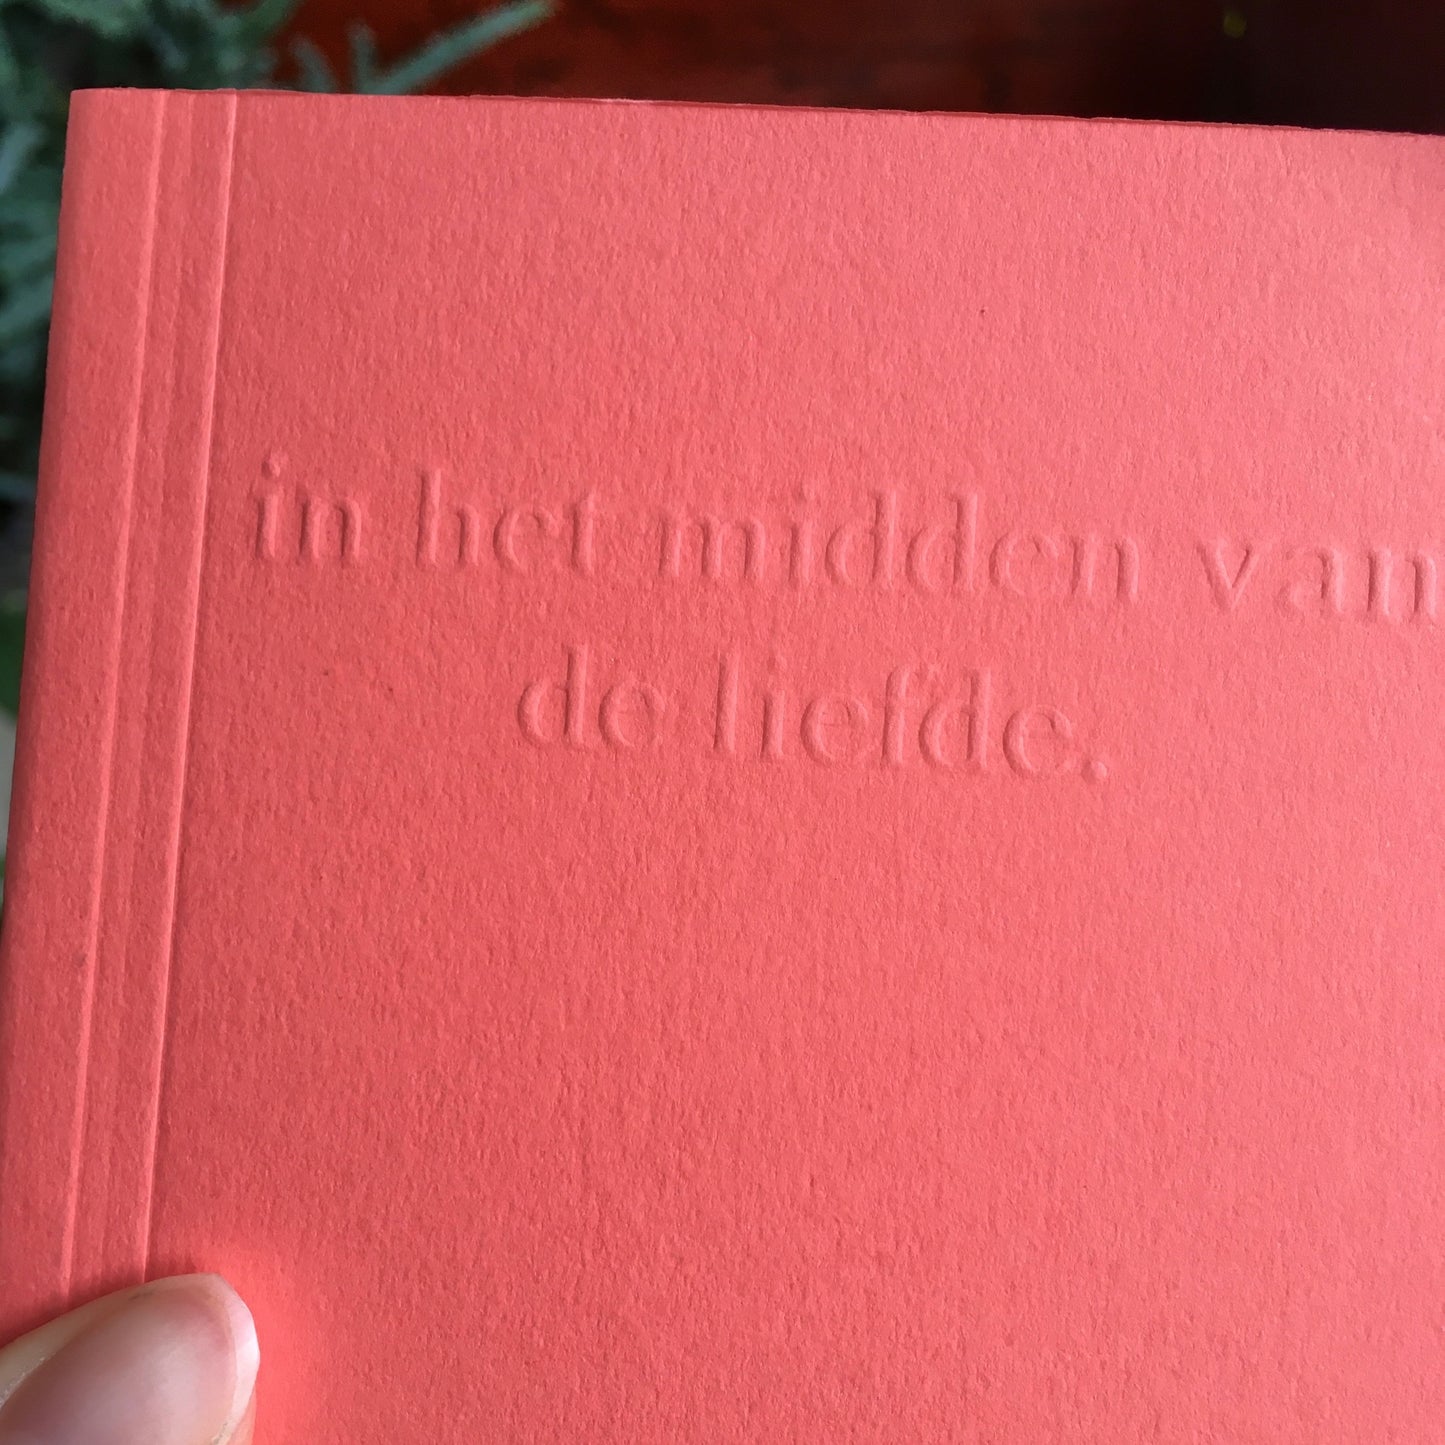 in het midden van
de liefde.